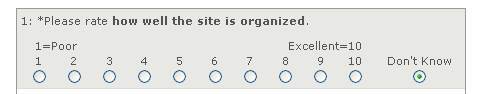 1: *Please rate how well the site is organized.
1=Poor Excellent=10
1 2 3 4 5 6 7 8 9 10 Don't Know